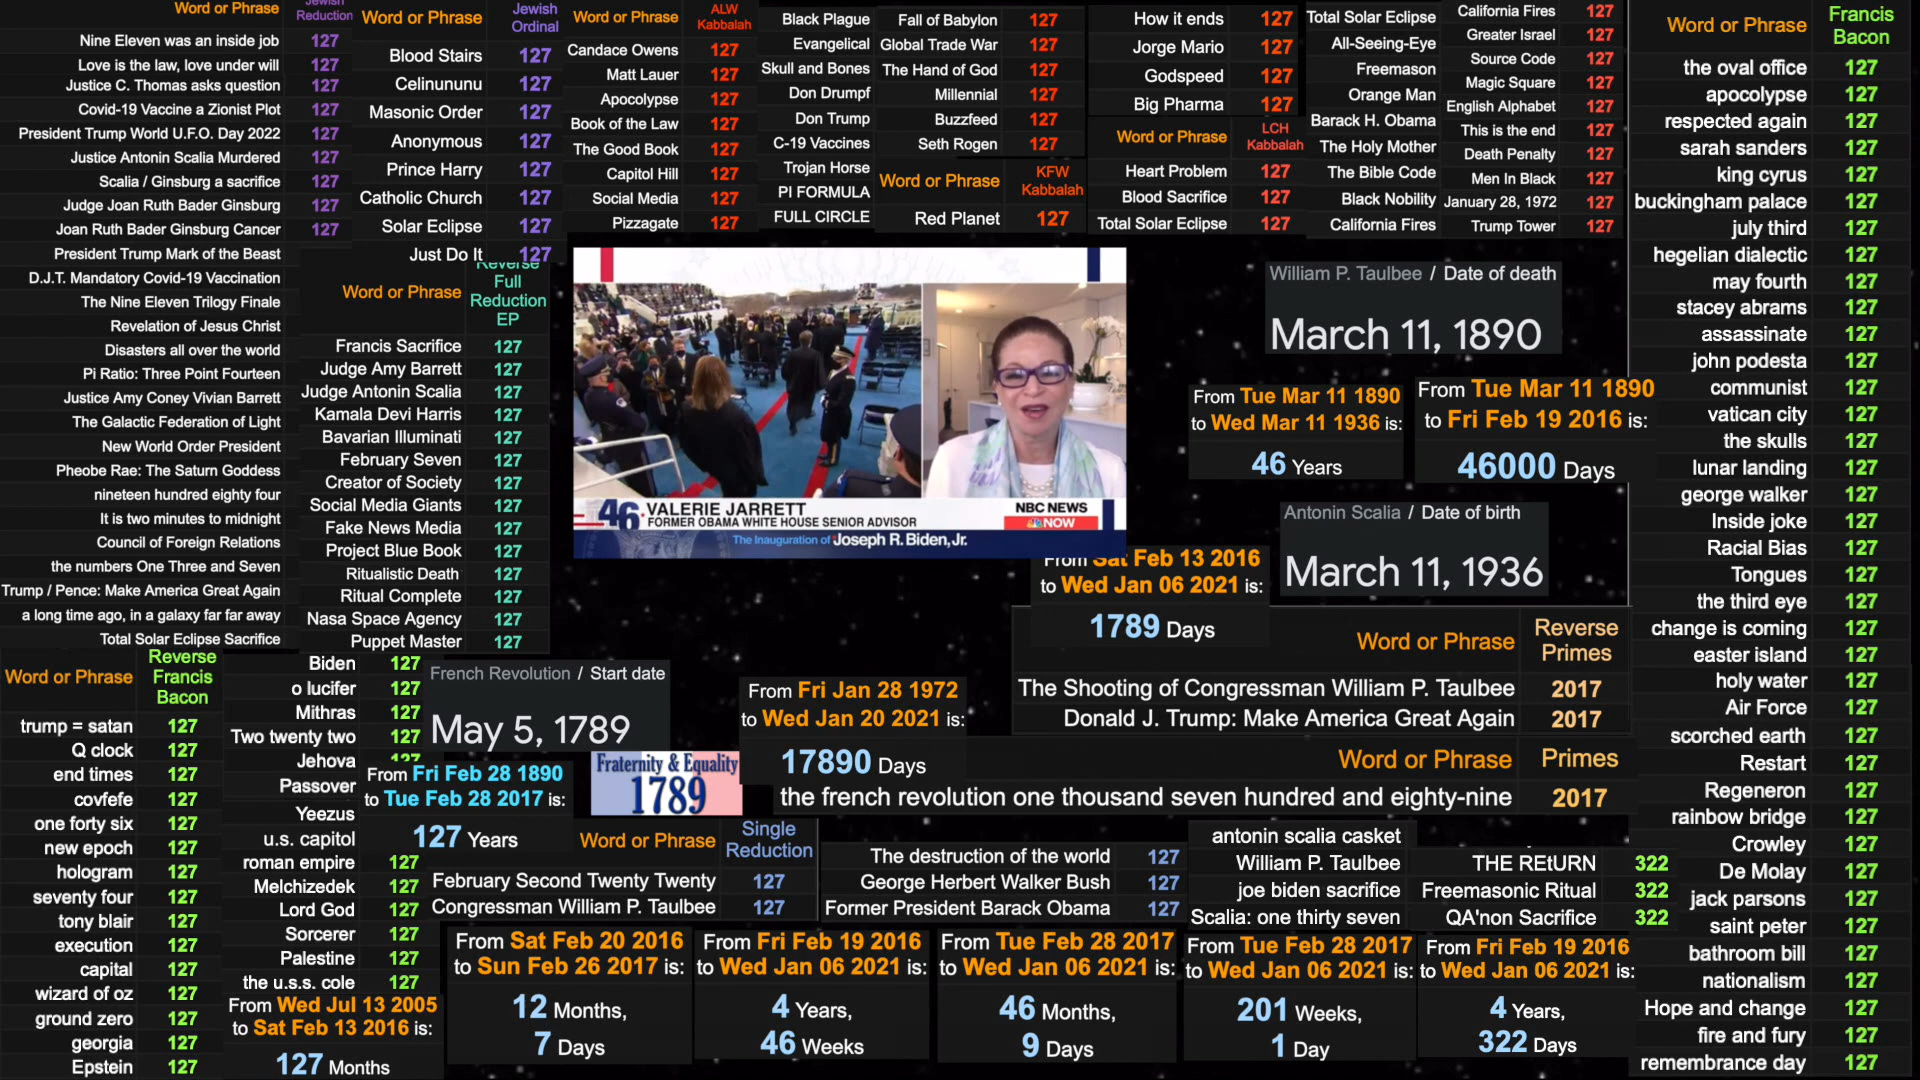 Word or Phrase Jewish Reduction
Nine Eleven was an inside job 127
Love is the law, love under will 127
Justice C. Thomas asks question 127
Covid-19 Vaccine a Zionist Plot 127
President Trump World U.F.O. Day 2022 127
Justice Antonin Scalia Murdered 127
Scalia / Ginsburg a sacrifice 127
Judge Joan Ruth Bader Ginsburg 127
Joan Ruth Bader Ginsburg Cancer 127
President Trump Mark of the Beast
D.J.T. Mandatory Covid-19 Vaccination
The Nine Eleven Trilogy Finale
Revelation of Jesus Christ
Disasters all over the world
Pi Ratio: Three Point Fourteen
Justice Amy Coney Vivian Barrett
The Galactic Federation of Light
New World Order President
Pheobe Rae: The Saturn Goddess
nineteen hundred eighty four
It is two minutes to midnight
Council of Foreign Relations
the numbers One Three and Seven
Trump / Pence: Make America Great Again
a long time ago, in a galaxy far far away
Total Solar Eclipse Sacrifice
Word or Phrase Jewish Ordinal
Blood Stairs 127
Celinununu 127
Masonic Order 127
Anonymous 127
Prince Harry 127
Catholic Church 127
Solar Eclipse 127
Just Do It 127
Word or Phrase Reverse Full Reduction EP
Francis Sacrifice 127
Judge Amy Barrett 127
Judge Antonin Scalia 127
Kamala Devi Harris 127
Bavarian Illuminati 127
February Seven 127
Creator of Society 127
Social Media Giants 127
Fake News Media 127
Project Blue Book 127
Ritualistic Death 127
Ritual Complete 127
Nasa Space Agency 127
Puppet Master 127
Word or Phrase ALW Kabbalah
Candace Owens 127
Matt Lauer 127
Apocolypse 127
Book of the Law 127
The Good Book 127
Capitol Hill 127
Social Media 127
Pizzagate 127
Black Plague
Evangelical
Skull and Bones
Don Drumpf
Don Trump
C-19 Vaccines
Trojan Horse
PI FORMULA
FULL CIRCLE
Fall of Babylon 127
Global Trade War 127
The Hand of God 127
Millennial 127
Buzzfeed 127
Seth Rogen 127
Word or Phrase KFW Kabbalah
Red Planet 127
How it ends 127
Jorge Mario 127
Godspeed 127
Big Pharma 127
Word or Phrase LCH Kabbalah
Heart Problem 127
Blood Sacrifice 127
Total Solar Eclipse 127
Total Solar Eclipse
All-Seeing-Eye
Freemason
Orange Man
Barack H. Obama
The Holy Mother
The Bible Code
Black Nobility
California Fires
California Fires 127
Greater Israel 127
Source Code 127
Magic Square 127
English Alphabet 127
This is the end 127
Death Penalty 127
Men In Black 127
January 28, 1972 127
Trump Tower 127
Word or Phrase Francis Bacon
the oval office 127
apocolypse 127
respected again 127
sarah sanders 127
king cyrus 127
buckingham palace 127
july third 127
hegelian dialectic 127
may fourth 127
stacey abrams 127
assassinate 127
john podesta 127
communist 127
vatican city 127
the skulls 127
lunar landing 127
george walker 127
Inside joke 127
Racial Bias 127
Tongues 127
the third eye 127
change is coming 127
easter island 127
holy water 127
Air Force 127
scorched earth 127
Restart 127
Regeneron 127
rainbow bridge 127
Crowley 127
De Molay 127
jack parsons 127
saint peter 127
bathroom bill 127
nationalism 127
Hope and change 127
fire and fury 127
remembrance day 127
46 VALERIE JARRETT
FORMER OBAMA WHITE HOUSE SENIOR ADVISOR
NBC NEWS
NOW
The Inauguration of Joseph R. Biden, Jr.
William P. Taulbee / Date of death
March 11, 1890
From Tue Mar 11 1890
to Wed Mar 11 1936 is:
46 Years
From Tue Mar 11 1890
to Fri Feb 19 2016 is:
46000 Days
Antonin Scalia / Date of birth
March 11, 1936
From Sat Feb 13 2016
to Wed Jan 06 2021 is:
1789 Days
Word or Phrase Reverse Primes
The Shooting of Congressman William P. Taulbee 2017
Donald J. Trump: Make America Great Again 2017
Word or Phrase Primes
the french revolution one thousand seven hundred and eighty-nine 2017
Word or Phrase Reverse Francis Bacon
trump = satan 127
Q clock 127
end times 127
covfefe 127
one forty six 127
new epoch 127
hologram 127
seventy four 127
tony blair 127
execution 127
capital 127
wizard of oz 127
ground zero 127
georgia 127
Epstein 127
Biden 127
o lucifer 127
Mithras 127
Two twenty two 127
Jehova 127
Passover
Yeezus
u.s. capitol
roman empire 127
Melchizedek 127
Lord God 127
Sorcerer 127
Palestine 127
the u.s.s. cole 127
From Wed Jul 13 2005
to Sat Feb 13 2016 is:
127 Months
French Revolution / Start date
May 5, 1789
From Fri Feb 28 1890
to Tue Feb 28 2017 is:
127 Years
Fraternity & Equality
1789
From Fri Jan 28 1972
to Wed Jan 20 2021 is:
17890 Days
Word or Phrase Single Reduction
February Second Twenty Twenty 127
Congressman William P. Taulbee 127
The destruction of the world 127
George Herbert Walker Bush 127
Former President Barack Obama 127
antonin scalia casket
William P. Taulbee
joe biden sacrifice
Scalia: one thirty seven
THE REtURN 322
Freemasonic Ritual 322
QA'non Sacrifice 322
From Sat Feb 20 2016
to Sun Feb 26 2017 is:
12 Months,
7 Days
From Fri Feb 19 2016
to Wed Jan 06 2021 is:
4 Years,
46 Weeks
From Tue Feb 28 2017
to Wed Jan 06 2021 is:
46 Months,
9 Days
From Tue Feb 28 2017
to Wed Jan 06 2021 is:
201 Weeks,
1 Day
From Fri Feb 19 2016
to Wed Jan 06 2021 is:
4 Years,
322 Days